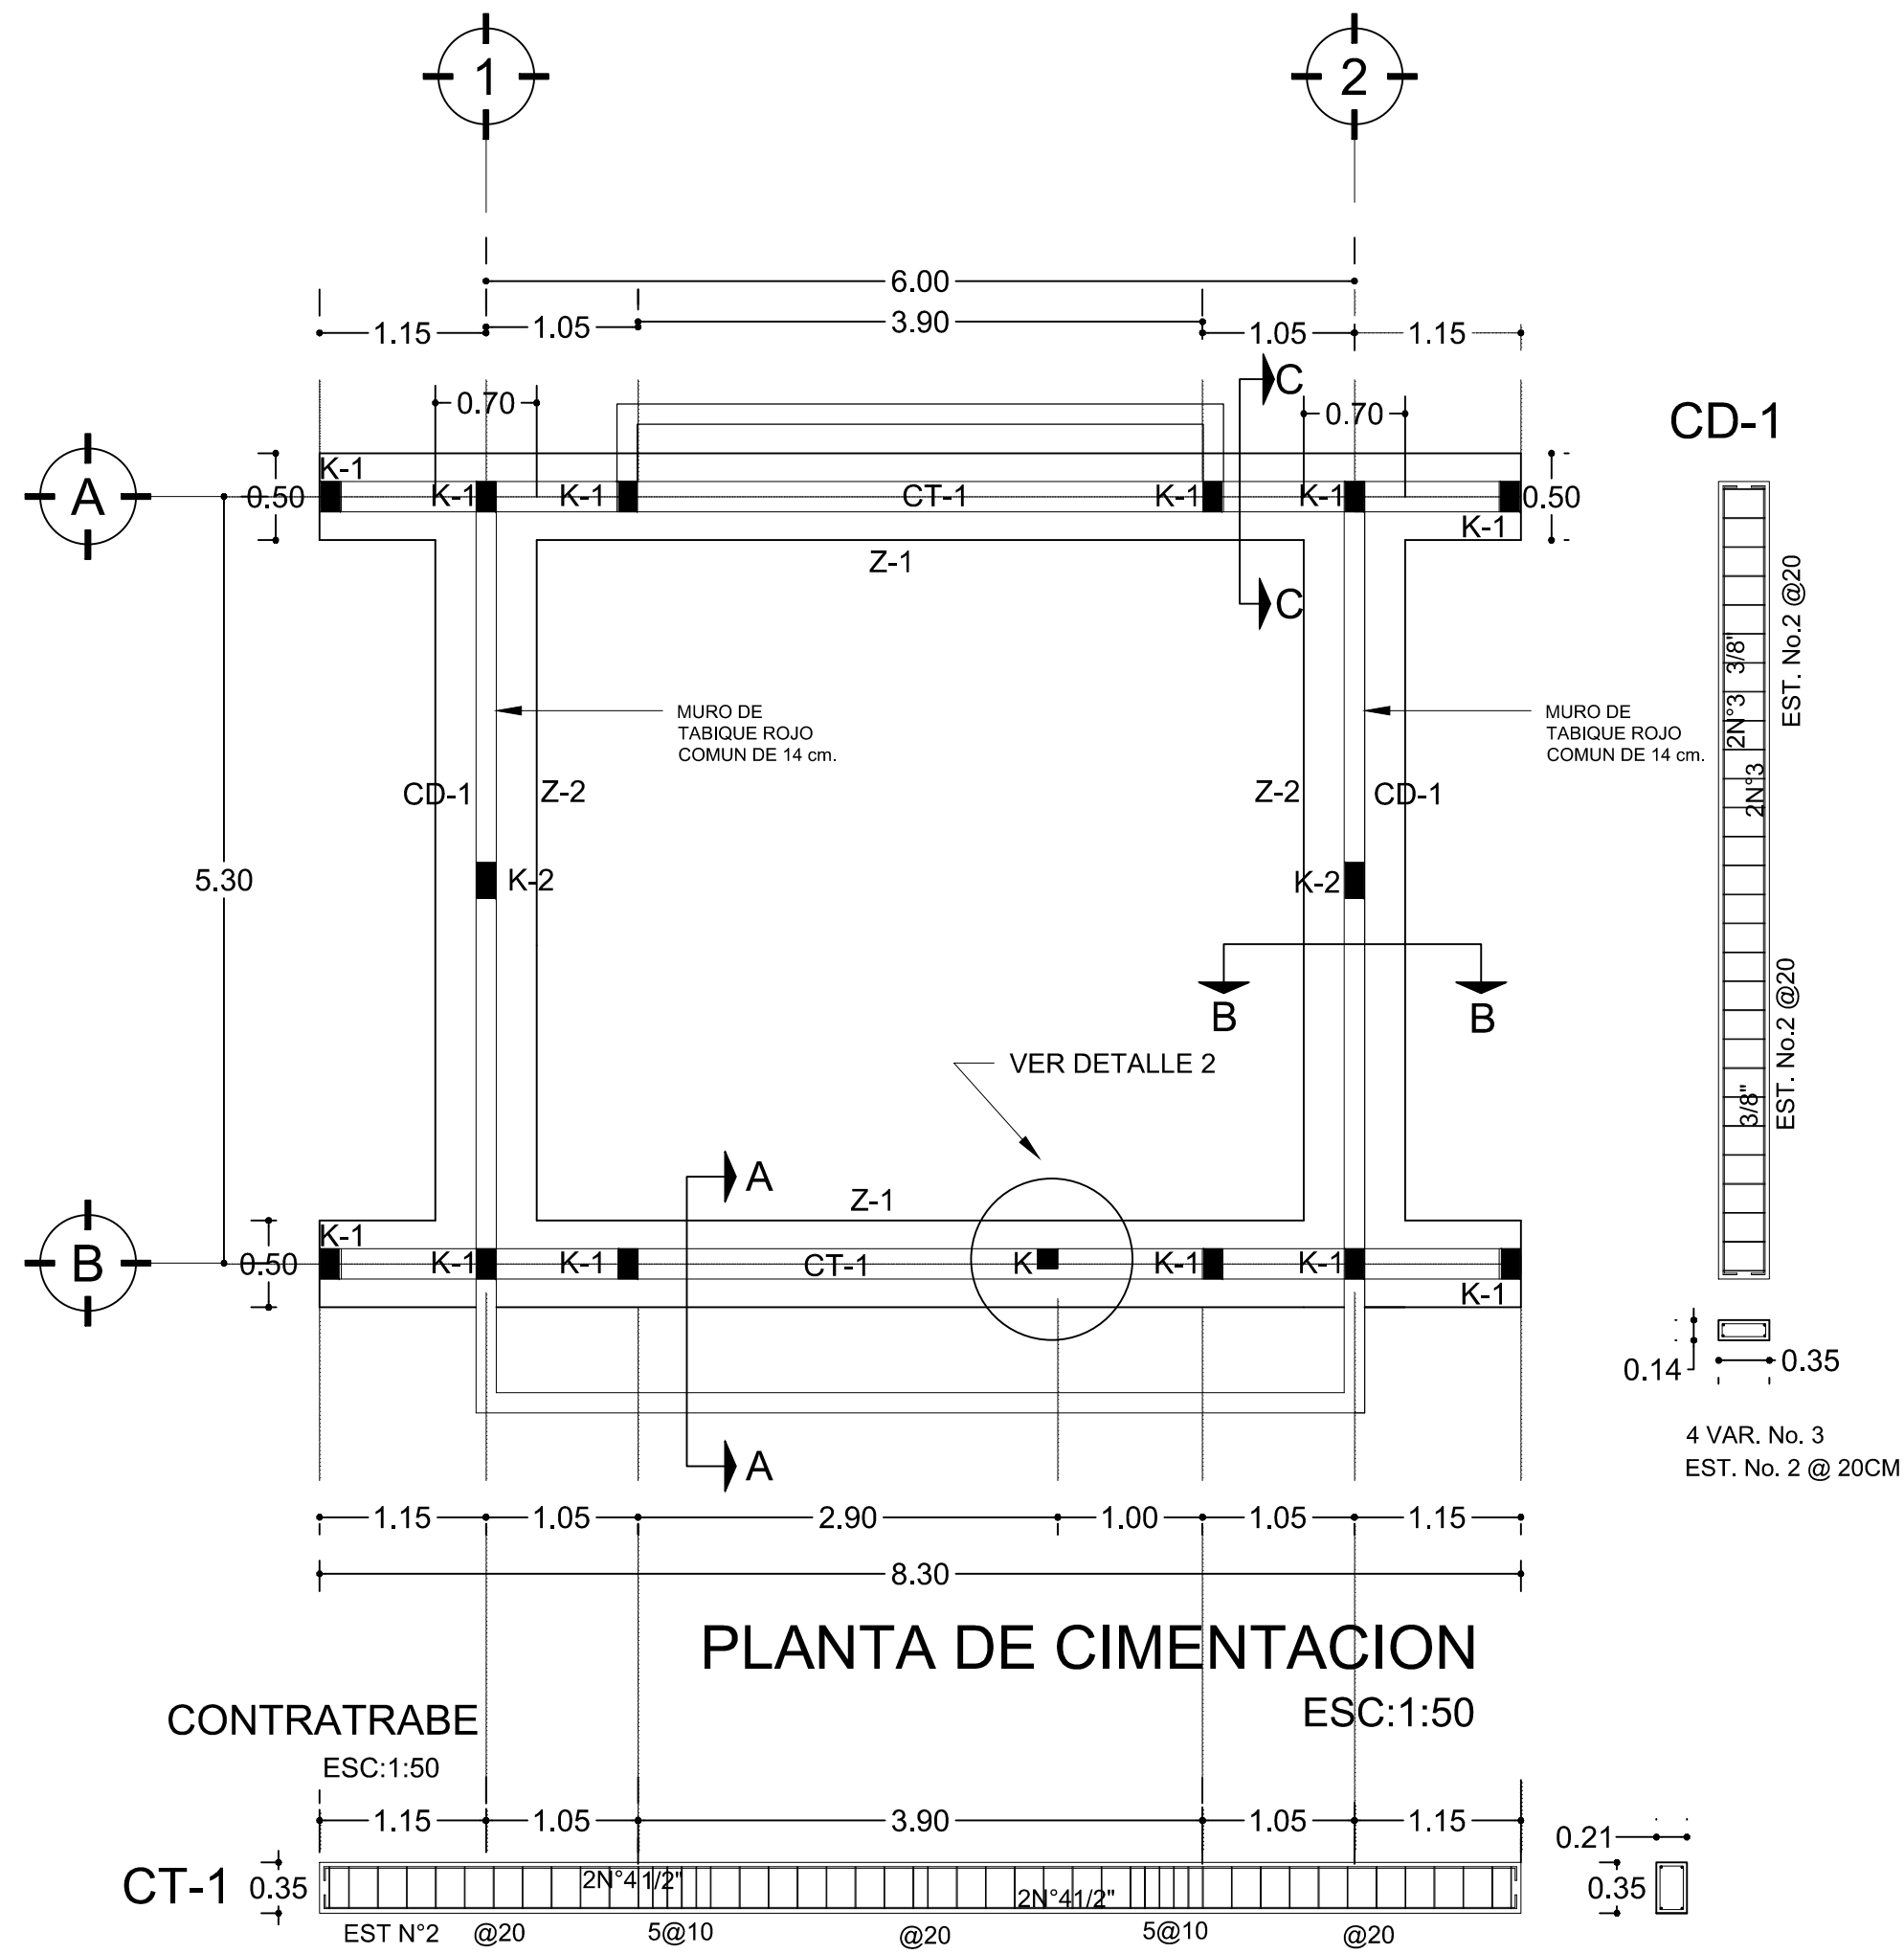 1
2
6.00
1.15
1.05
3.90
1.05
1.15
0.70
C
0.70
CD-1
A
0.50
K-1
K-1
K-1
CT-1
K-1
K-1
0.50
K-1
Z-1
C
EST. No.2 @20
2N°3 3/8"
MURO DE
TABIQUE ROJO
COMUN DE 14 cm.
MURO DE
TABIQUE ROJO
COMUN DE 14 cm.
CD-1
Z-2
Z-2
CD-1
2N°3
5.30
K-2
K-2
B
B
EST. No.2 @20
3/8"
VER DETALLE 2
A
Z-1
B
0.50
K-1
K-1
K-1
CT-1
K
K-1
K-1
K-1
0.14
0.35
4 VAR. No. 3
EST. No. 2 @ 20CM
A
1.15
1.05
2.90
1.00
1.05
1.15
8.30
PLANTA DE CIMENTACION
ESC:1:50
CONTRATRABE
ESC:1:50
1.15
1.05
3.90
1.05
1.15
0.21
CT-1
0.35
2N°4 1/2"
2N°4 1/2"
0.35
EST N°2
@20
5@10
@20
5@10
@20